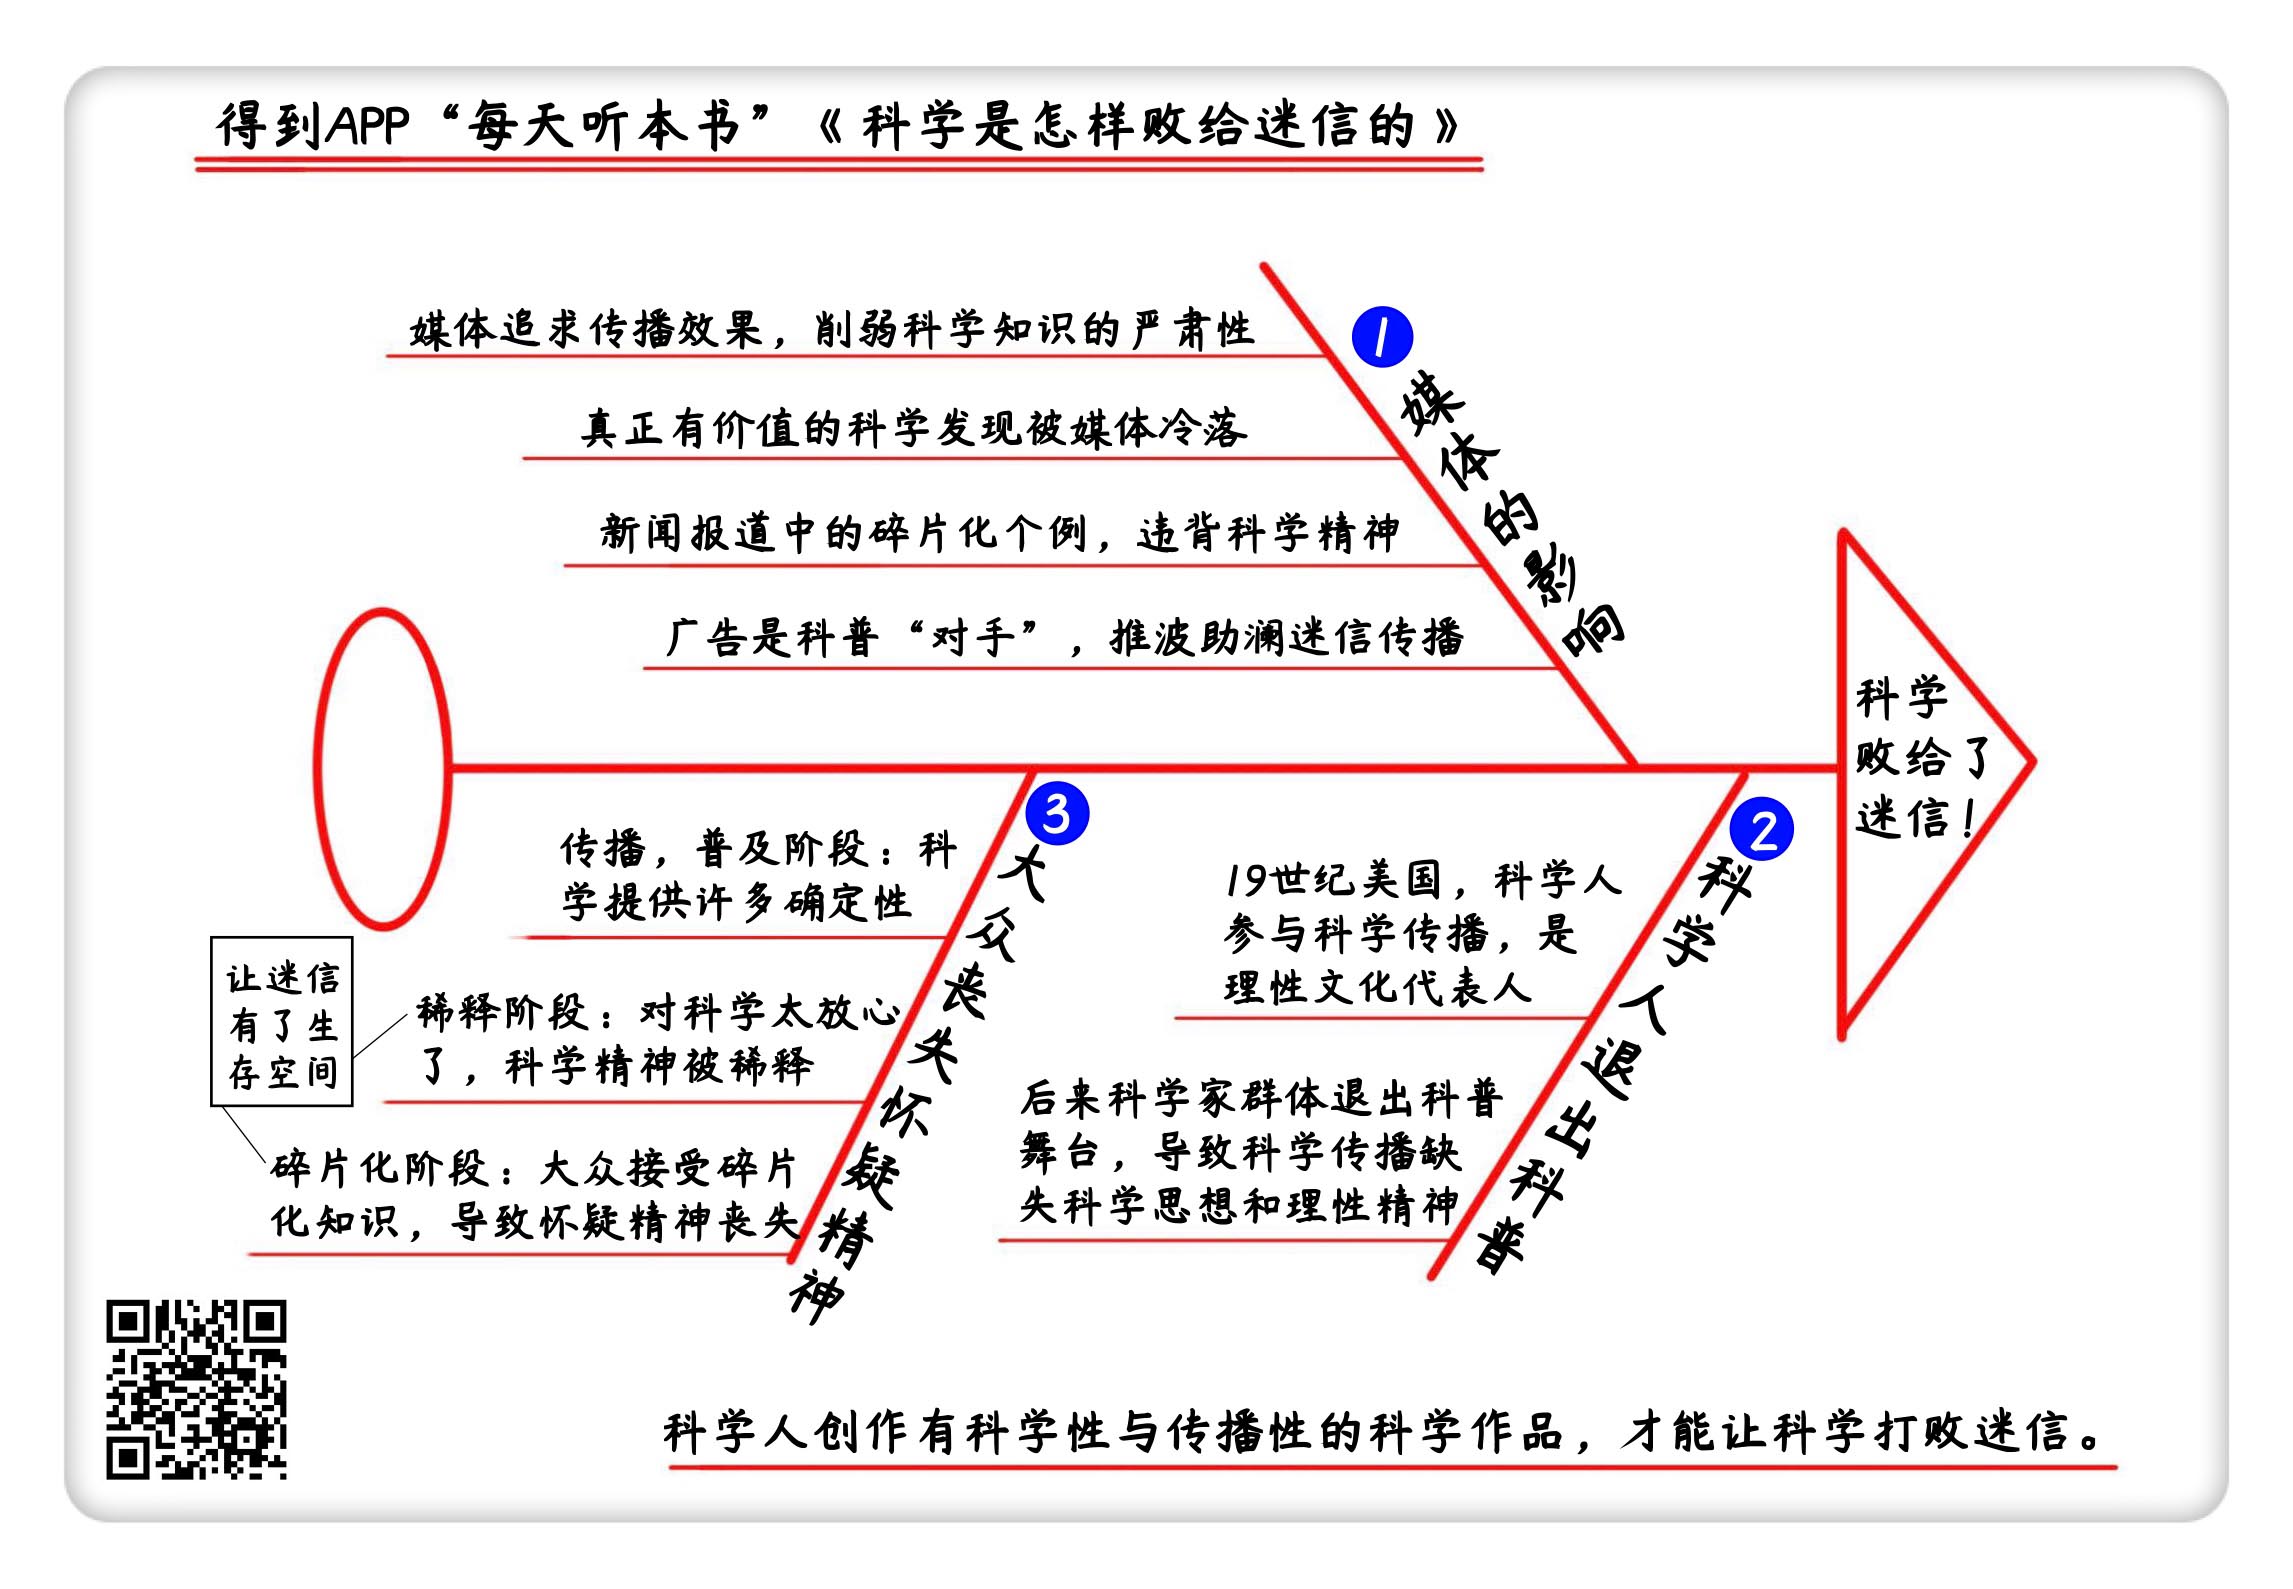 得到APP“每天听本书”《科学是怎样败给迷信的》
1
媒体的影响
媒体追求传播效果，削弱科学知识的严肃性
真正有价值的科学发现被媒体冷落
新闻报道中的碎片化个例，违背科学精神
广告是科普“对手”，推波助澜迷信传播
科学
败给了
迷信！
2
科学人退出科普
19世纪美国，科学人
参与科学传播，是
理性文化代表人
后来科学家群体退出科普
舞台，导致科学传播缺
失科学思想和理性精神
3
大众丧失怀疑精神
传播，普及阶段：科
学提供许多确定性
稀释阶段：对科学太放心
了，科学精神被稀释
碎片化阶段：大众接受碎片
化知识，导致怀疑精神丧失
让迷信
有了生
存空间
科学人创作有科学性与传播性的科学作品，才能让科学打败迷信。